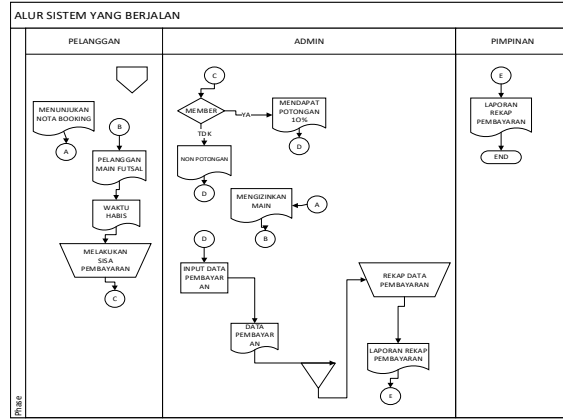 ALUR SISTEM YANG BERJALAN
PELANGGAN
ADMIN
PIMPINAN
Phase
MENUNJUKAN
NOTA BOOKING
A
B
PELANGGAN
MAIN FUTSAL
WAKTU
HABIS
MELAKUKAN
SISA
PEMBAYARAN
C
C
MEMBER
YA
MENDAPAT
POTONGAN
10%
D
TDK
NON POTONGAN
D
MENGIZINKAN
MAIN
A
B
D
INPUT DATA
PEMBAYAR
AN
DATA
PEMBAYAR
AN
REKAP DATA
PEMBAYARAN
LAPORAN REKAP
PEMBAYARAN
E
E
LAPORAN
REKAP
PEMBAYARAN
END